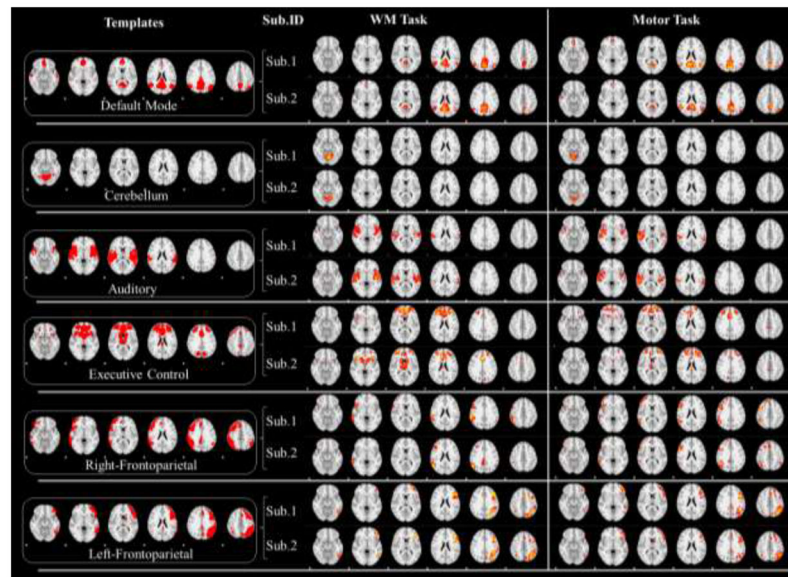 Templates Sub.ID WM Task Motor Task
Sub.1
Sub.2
Default Mode
Sub.1
Sub.2
Cerebellum
Sub.1
Sub.2
Auditory
Sub.1
Sub.2
Executive Control
Sub.1
Sub.2
Right-Frontoparietal
Sub.1
Sub.2
Left-Frontoparietal